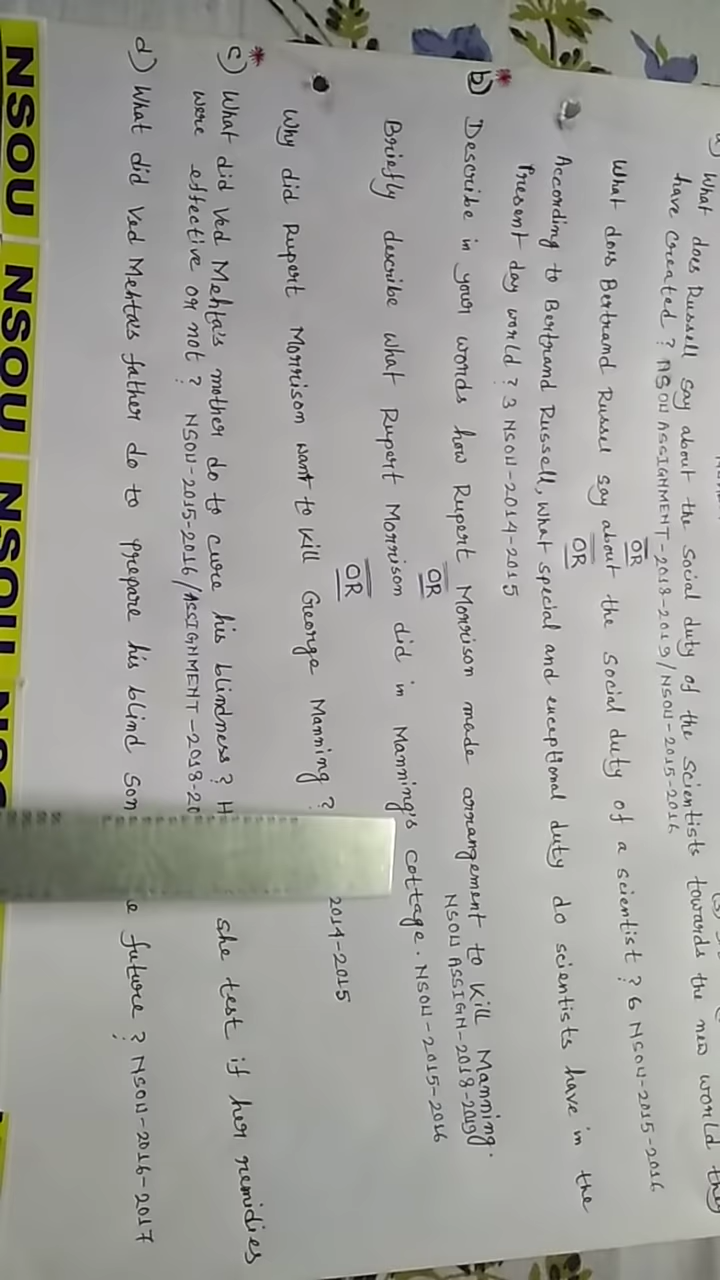 What does Russell say about the social duty of the scientists towards the new world they
have created ? NSOU ASSIGNMENT-2018-2019/NSOU-2015-2016
OR
What does Bertrand Russel say about the social duty of a scientist ? 6 NSOU-2015-2016
OR
According to Bertrand Russell, what special and exceptional duty do scientists have in the
Present day world ? 3 NSOU-2014-2015
* b) Describe in your words how Rupert Morrison made arrangement to kill Manning.
NSOU ASSIGN-2018-2019
OR
Briefly describe what Rupert Morrison did in Manning's cottage. NSOU-2015-2016
OR
Why did Rupert Morrison want to kill George Manning ? 2014-2015
* c) What did Ved Mehta's mother do to cure his blindness ? she test if her remidies
were effective or not ? NSOU-2015-2016/ASSIGNMENT-2018-20
d) What did Ved Mehta's father do to prepare his blind son future ? NSOU-2016-2017
NSOU NSOU NSOU